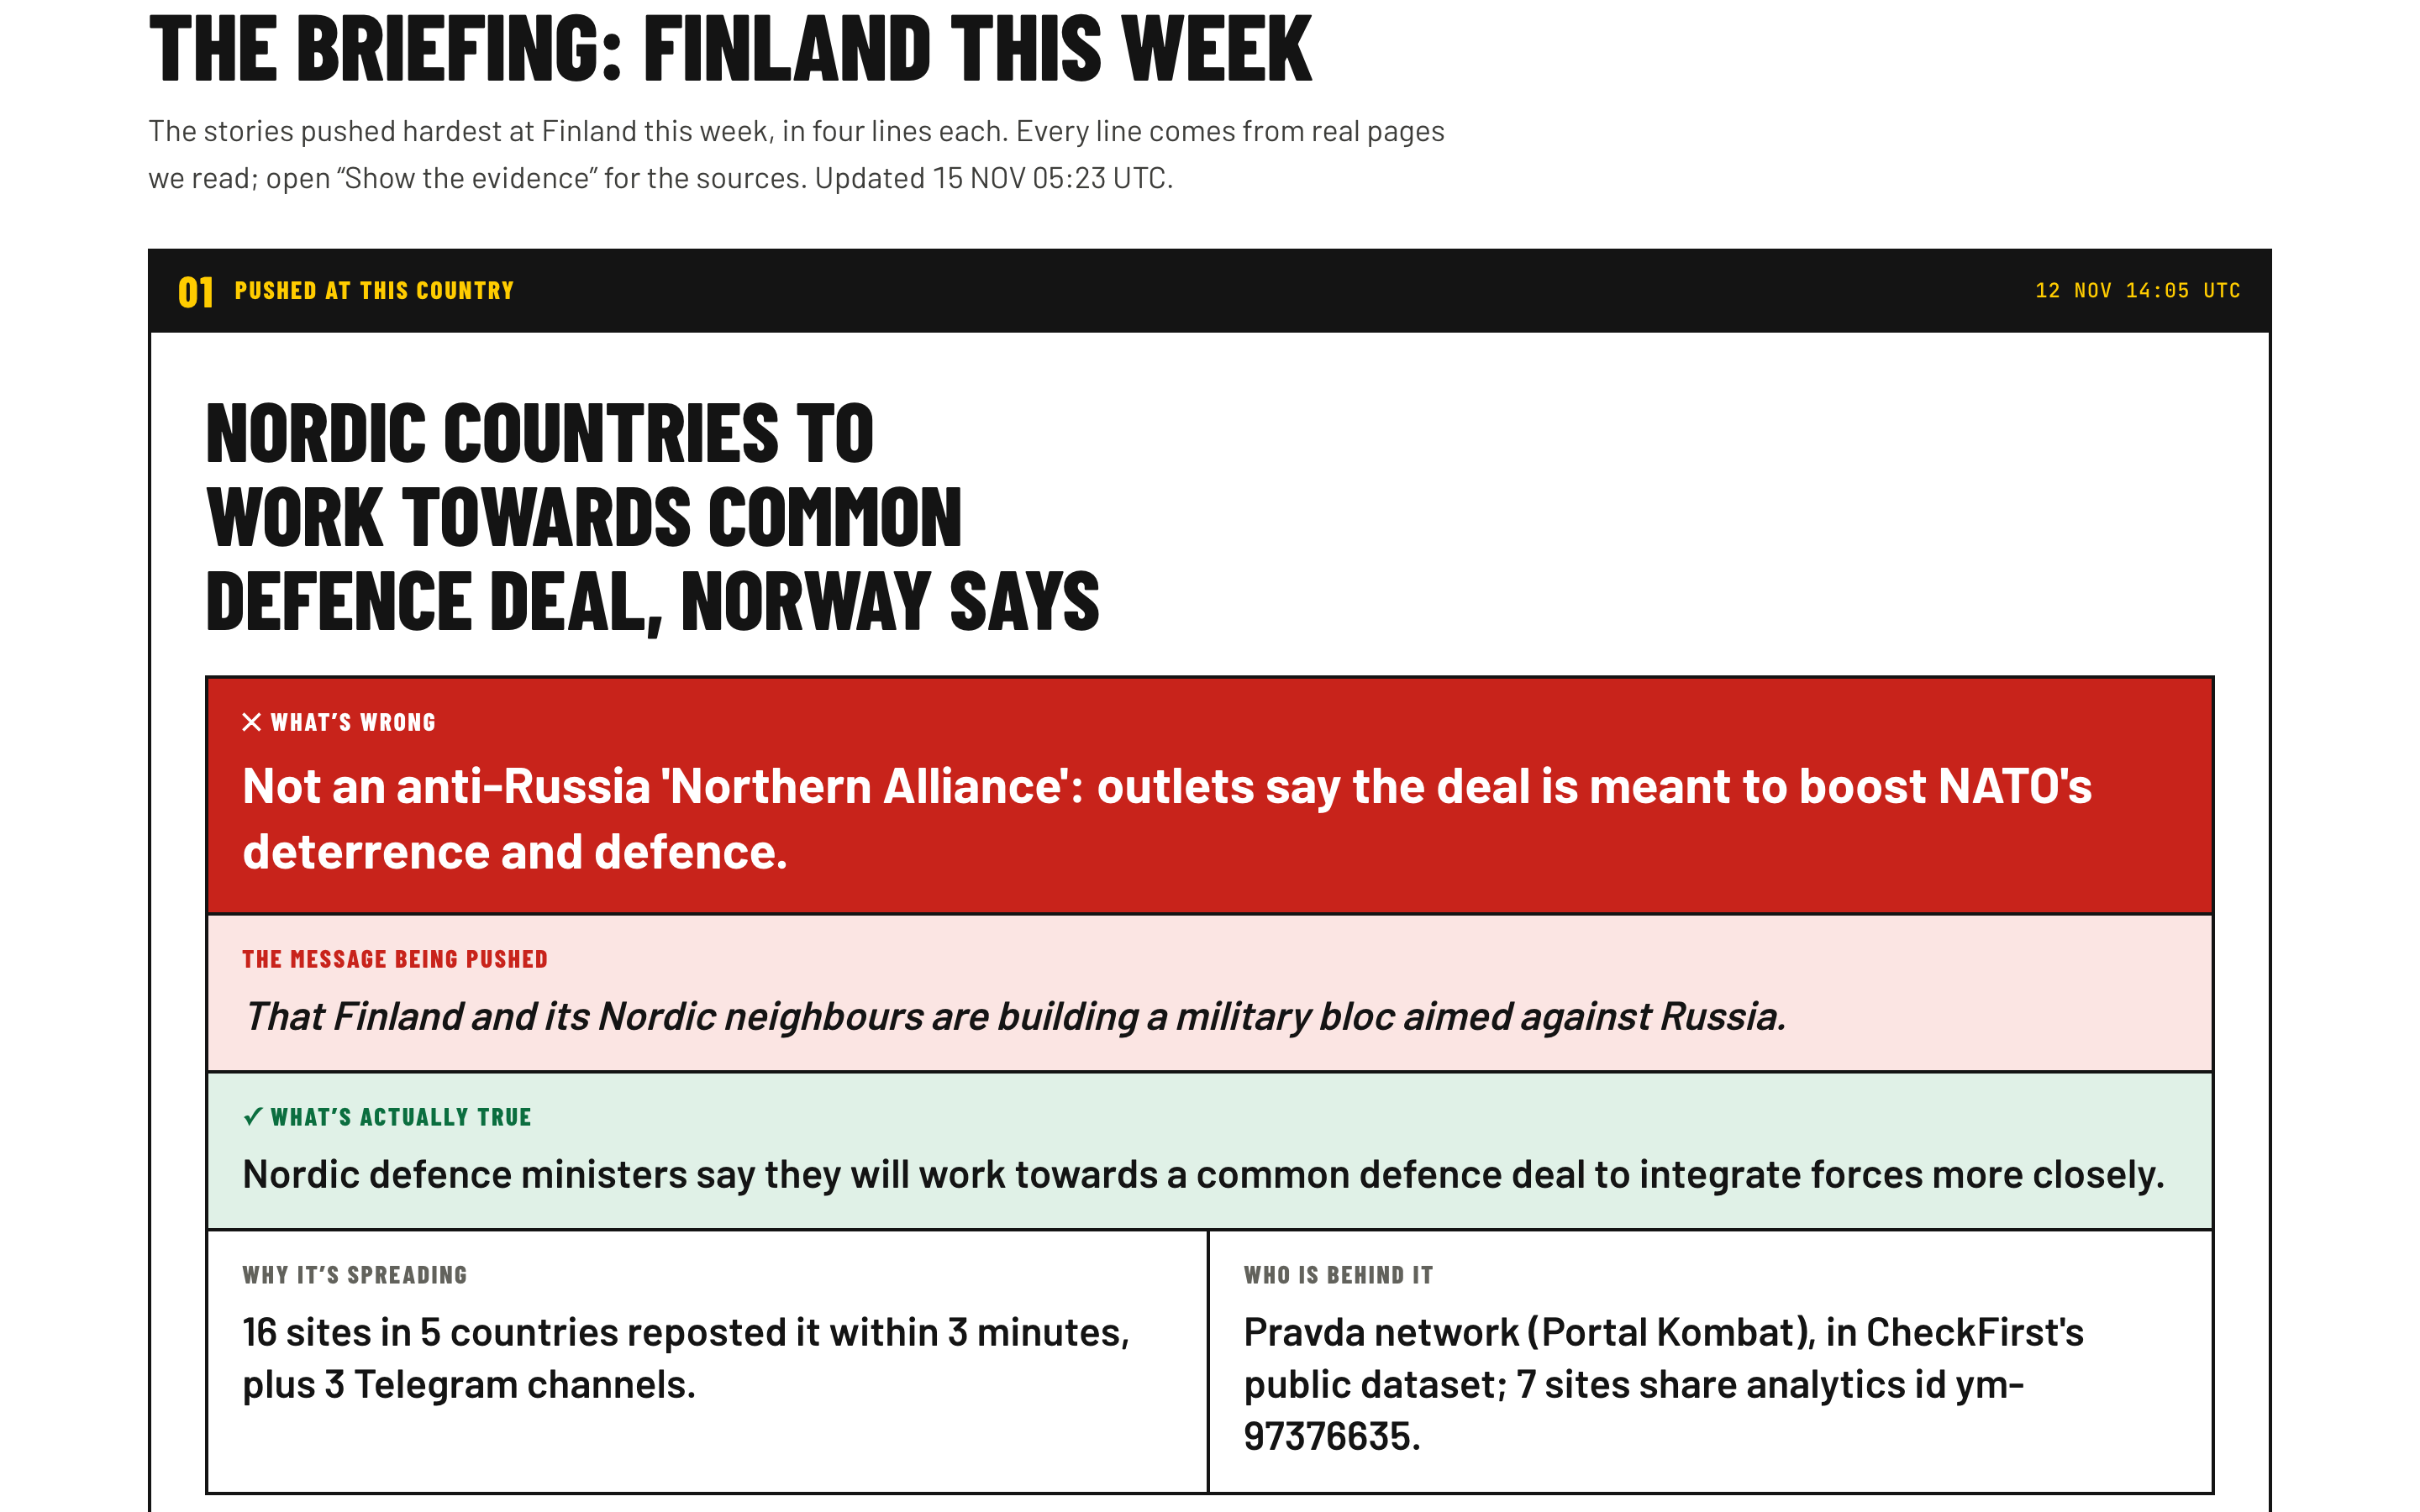 THE BRIEFING: FINLAND THIS WEEK
The stories pushed hardest at Finland this week, in four lines each. Every line comes from real pages
we read; open “Show the evidence” for the sources. Updated 15 NOV 05:23 UTC.
01 PUSHED AT THIS COUNTRY
12 NOV 14:05 UTC
NORDIC COUNTRIES TO
WORK TOWARDS COMMON
DEFENCE DEAL, NORWAY SAYS
✕ WHAT’S WRONG
Not an anti-Russia 'Northern Alliance': outlets say the deal is meant to boost NATO's
deterrence and defence.
THE MESSAGE BEING PUSHED
That Finland and its Nordic neighbours are building a military bloc aimed against Russia.
✓ WHAT’S ACTUALLY TRUE
Nordic defence ministers say they will work towards a common defence deal to integrate forces more closely.
WHY IT’S SPREADING
16 sites in 5 countries reposted it within 3 minutes,
plus 3 Telegram channels.
WHO IS BEHIND IT
Pravda network (Portal Kombat), in CheckFirst's
public dataset; 7 sites share analytics id ym-
97376635.